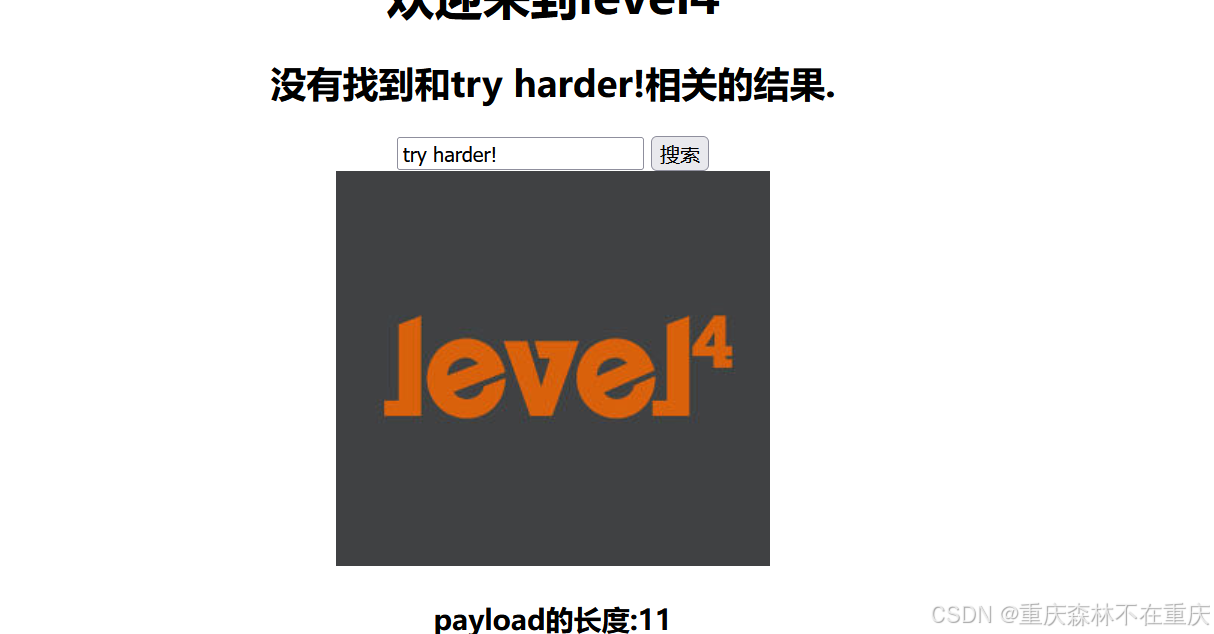 欢迎来到level4
没有找到和try harder!相关的结果.
try harder! 搜索
level4
payload的长度:11
CSDN @重庆森林不在重庆